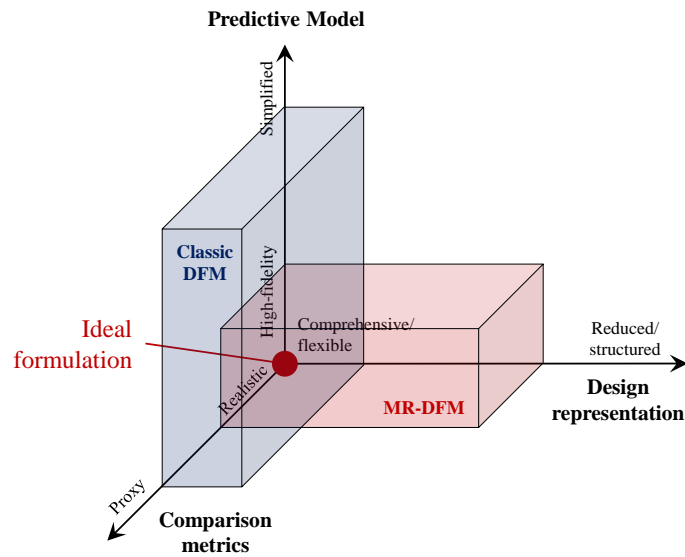 Predictive Model
Simplified
Classic
DFM
High-fidelity
Ideal
formulation
Comprehensive/
flexible
Reduced/
structured
Realistic
MR-DFM
Design
representation
Proxy
Comparison
metrics